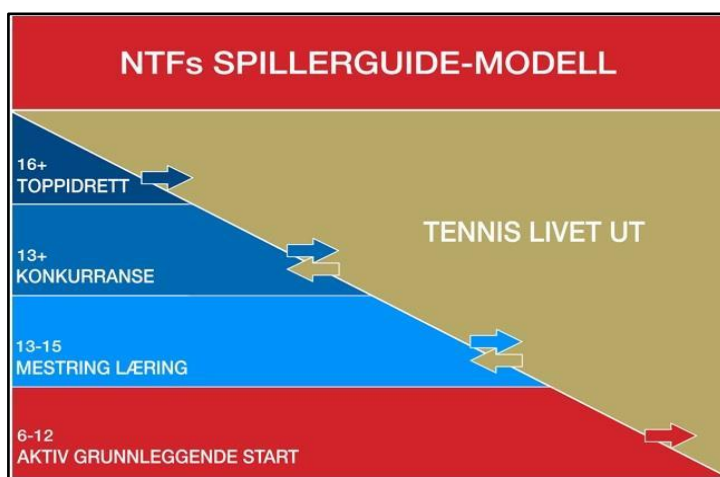 NTFs SPILLERGUIDE-MODELL
16+
TOPPIDRETT
TENNIS LIVET UT
13+
KONKURRANSE
13-15
MESTRING LÆRING
6-12
AKTIV GRUNNLEGGENDE START